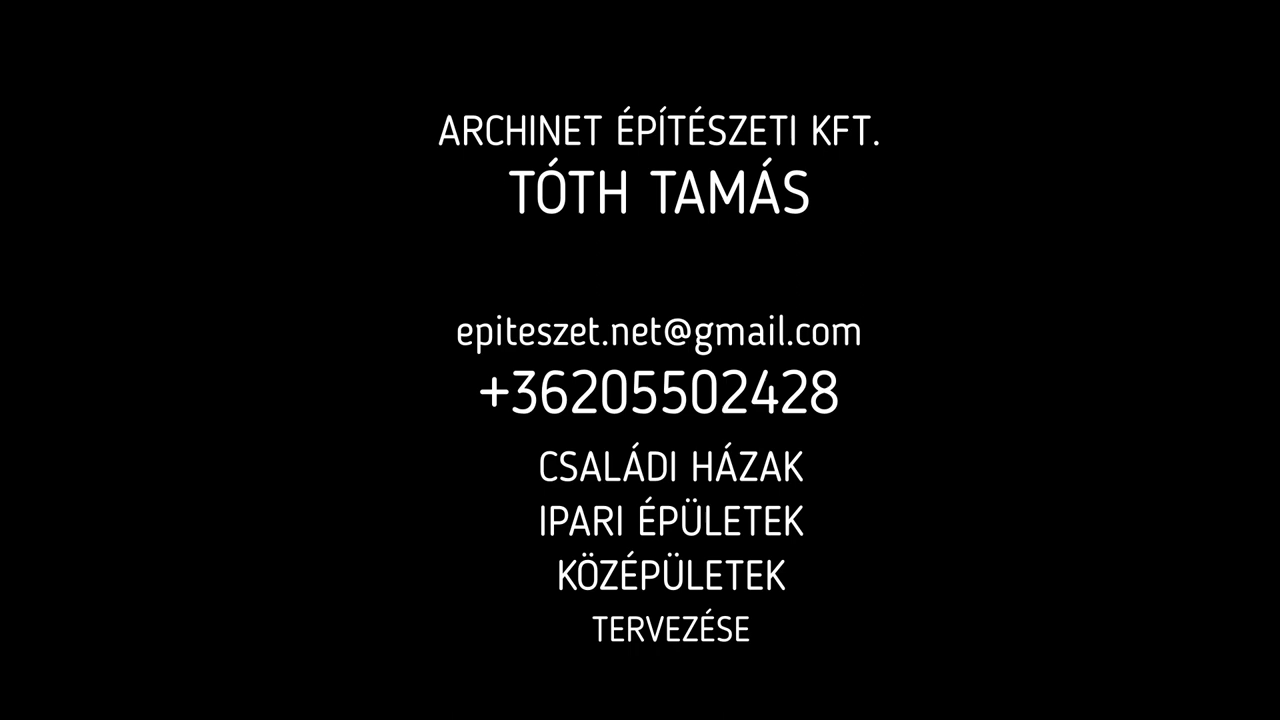 ARCHINET ÉPÍTÉSZETI KFT.
TÓTH TAMÁS
epiteszet.net@gmail.com
+36205502428
CSALÁDI HÁZAK
IPARI ÉPÜLETEK
KÖZÉPÜLETEK
TERVEZÉSE